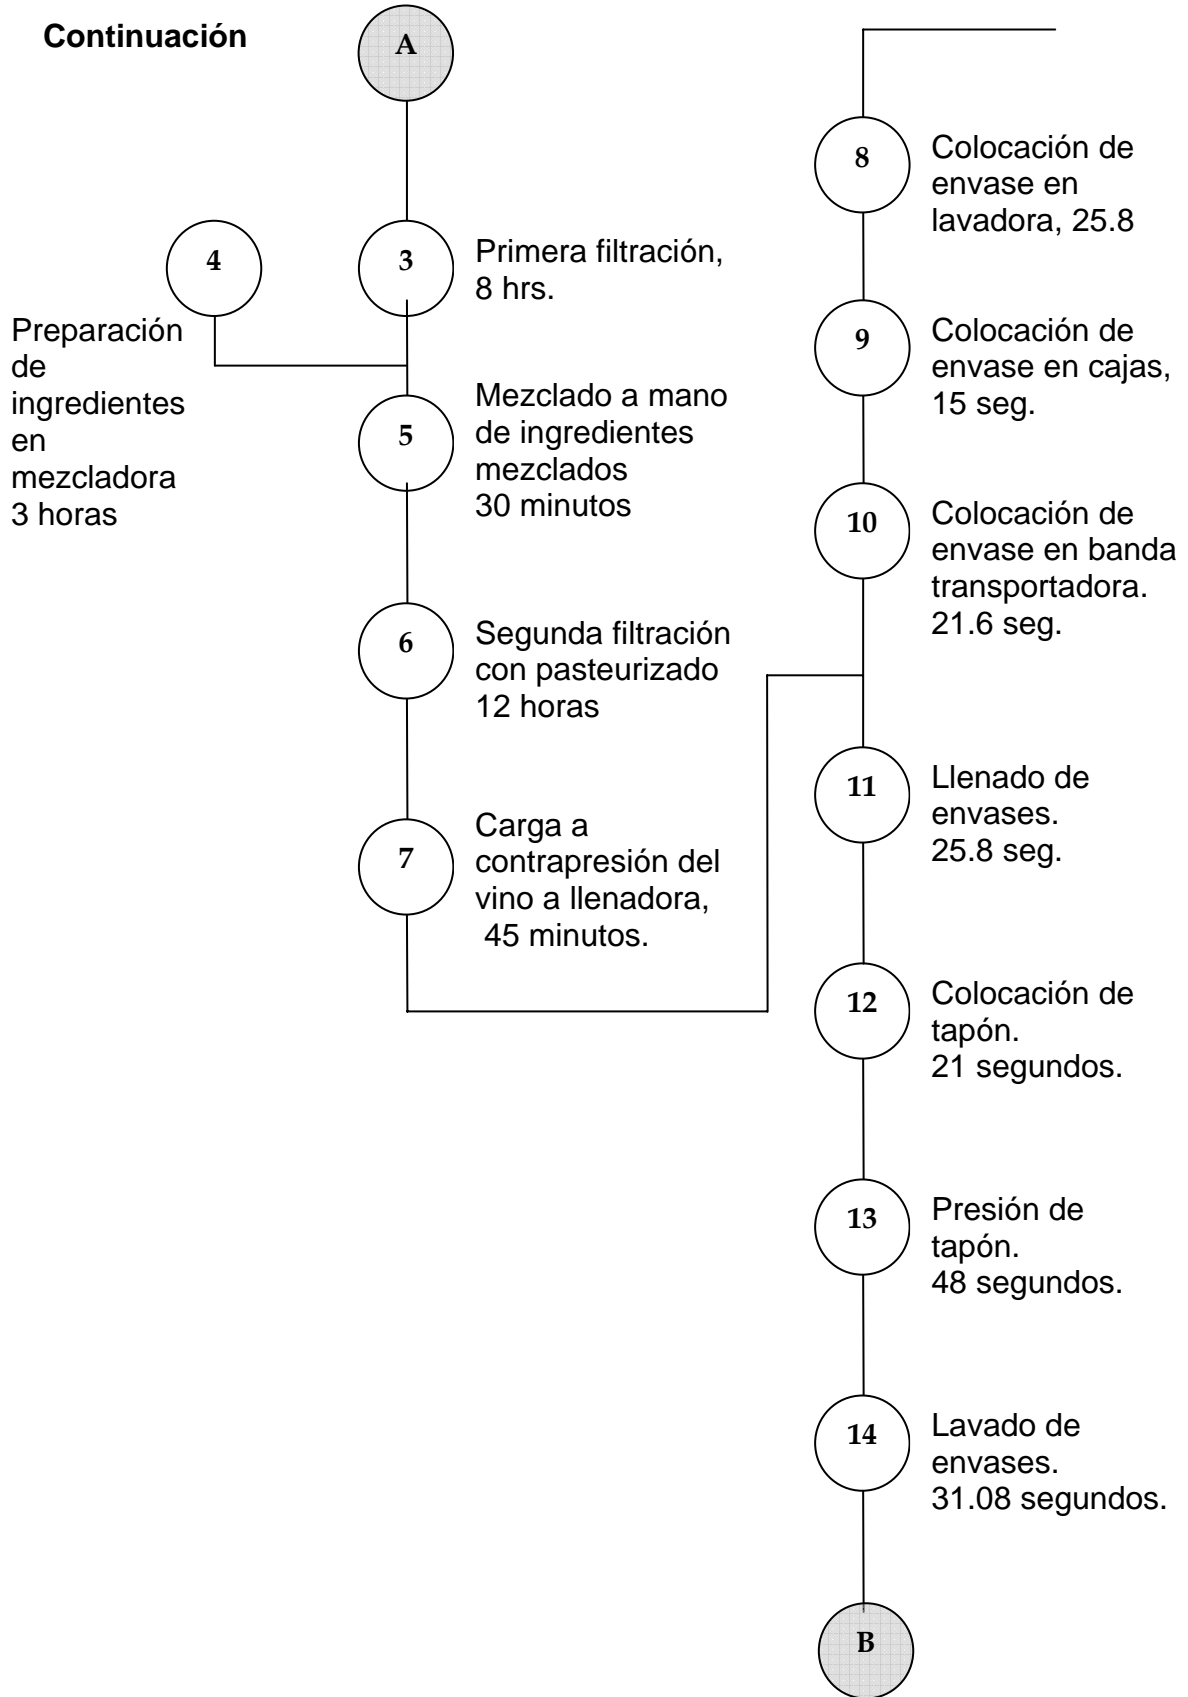 Continuación
A
3
Primera filtración,
8 hrs.
4
Preparación
de
ingredientes
en
mezcladora
3 horas
5
Mezclado a mano
de ingredientes
mezclados
30 minutos
6
Segunda filtración
con pasteurizado
12 horas
7
Carga a
contrapresión del
vino a llenadora,
45 minutos.
8
Colocación de
envase en
lavadora, 25.8
9
Colocación de
envase en cajas,
15 seg.
10
Colocación de
envase en banda
transportadora.
21.6 seg.
11
Llenado de
envases.
25.8 seg.
12
Colocación de
tapón.
21 segundos.
13
Presión de
tapón.
48 segundos.
14
Lavado de
envases.
31.08 segundos.
B